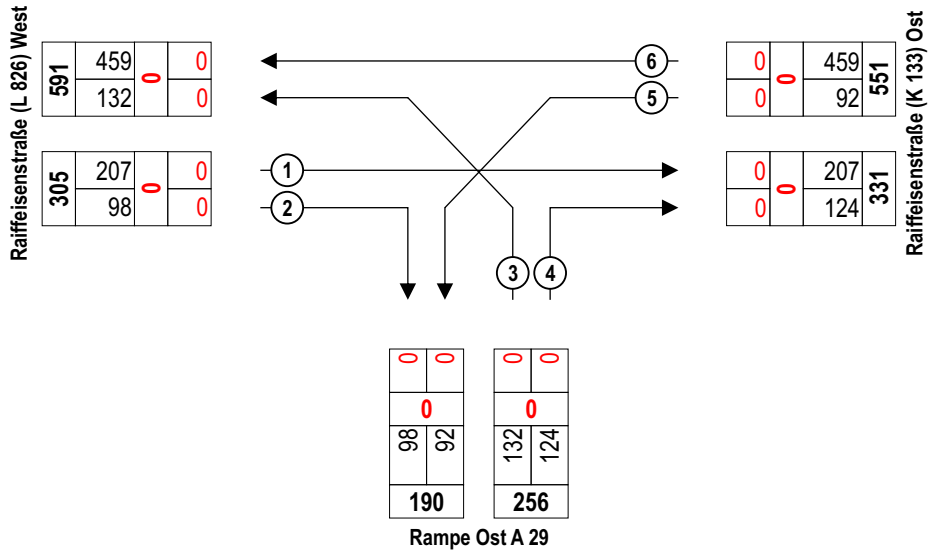 Raiffeisenstraße (L 826) West
591 459 0 0
132 0
305 207 0 0
98 0
6
5
1
2
3 4
0 0 459 551
0 92
0 0 207 331
0 124
Raiffeisenstraße (K 133) Ost
0 0 0 0
0 0
98 92 132 124
190 256
Rampe Ost A 29